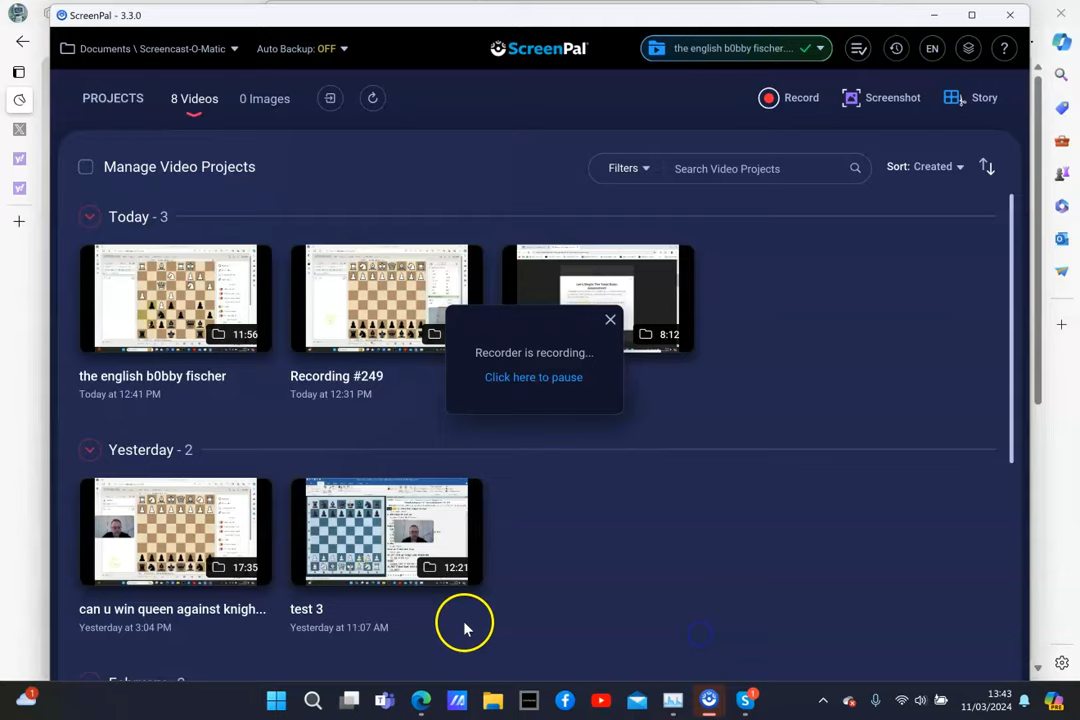 ScreenPal - 3.3.0
Documents \ Screencast-O-Matic
Auto Backup: OFF
ScreenPal
the english b0bby fischer....
EN
?
PROJECTS
8 Videos
0 Images
Record
Screenshot
Story
Manage Video Projects
Filters
Search Video Projects
Sort: Created
Today - 3
11:56
8:12
the english b0bby fischer
Today at 12:41 PM
Recording #249
Today at 12:31 PM
Recorder is recording...
Click here to pause
Yesterday - 2
17:35
12:21
can u win queen against knigh...
Yesterday at 3:04 PM
test 3
Yesterday at 11:07 AM
1
1
13:43
11/03/2024
PRE